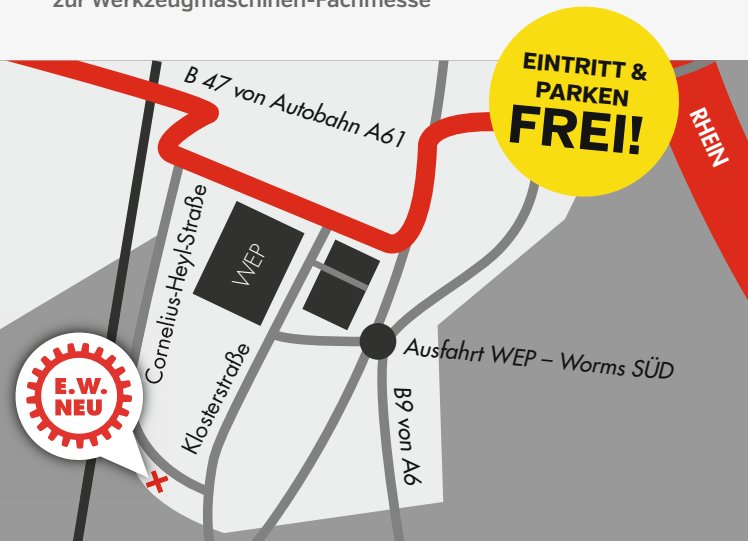 zur Werkzeugmaschinen-Fachmesse
EINTRITT &
PARKEN
FREI!
B 47 von Autobahn A61
RHEIN
Cornelius-Heyl-Straße
WEP
Klosterstraße
Ausfahrt WEP – Worms SÜD
B9 von A6
E.W.
NEU